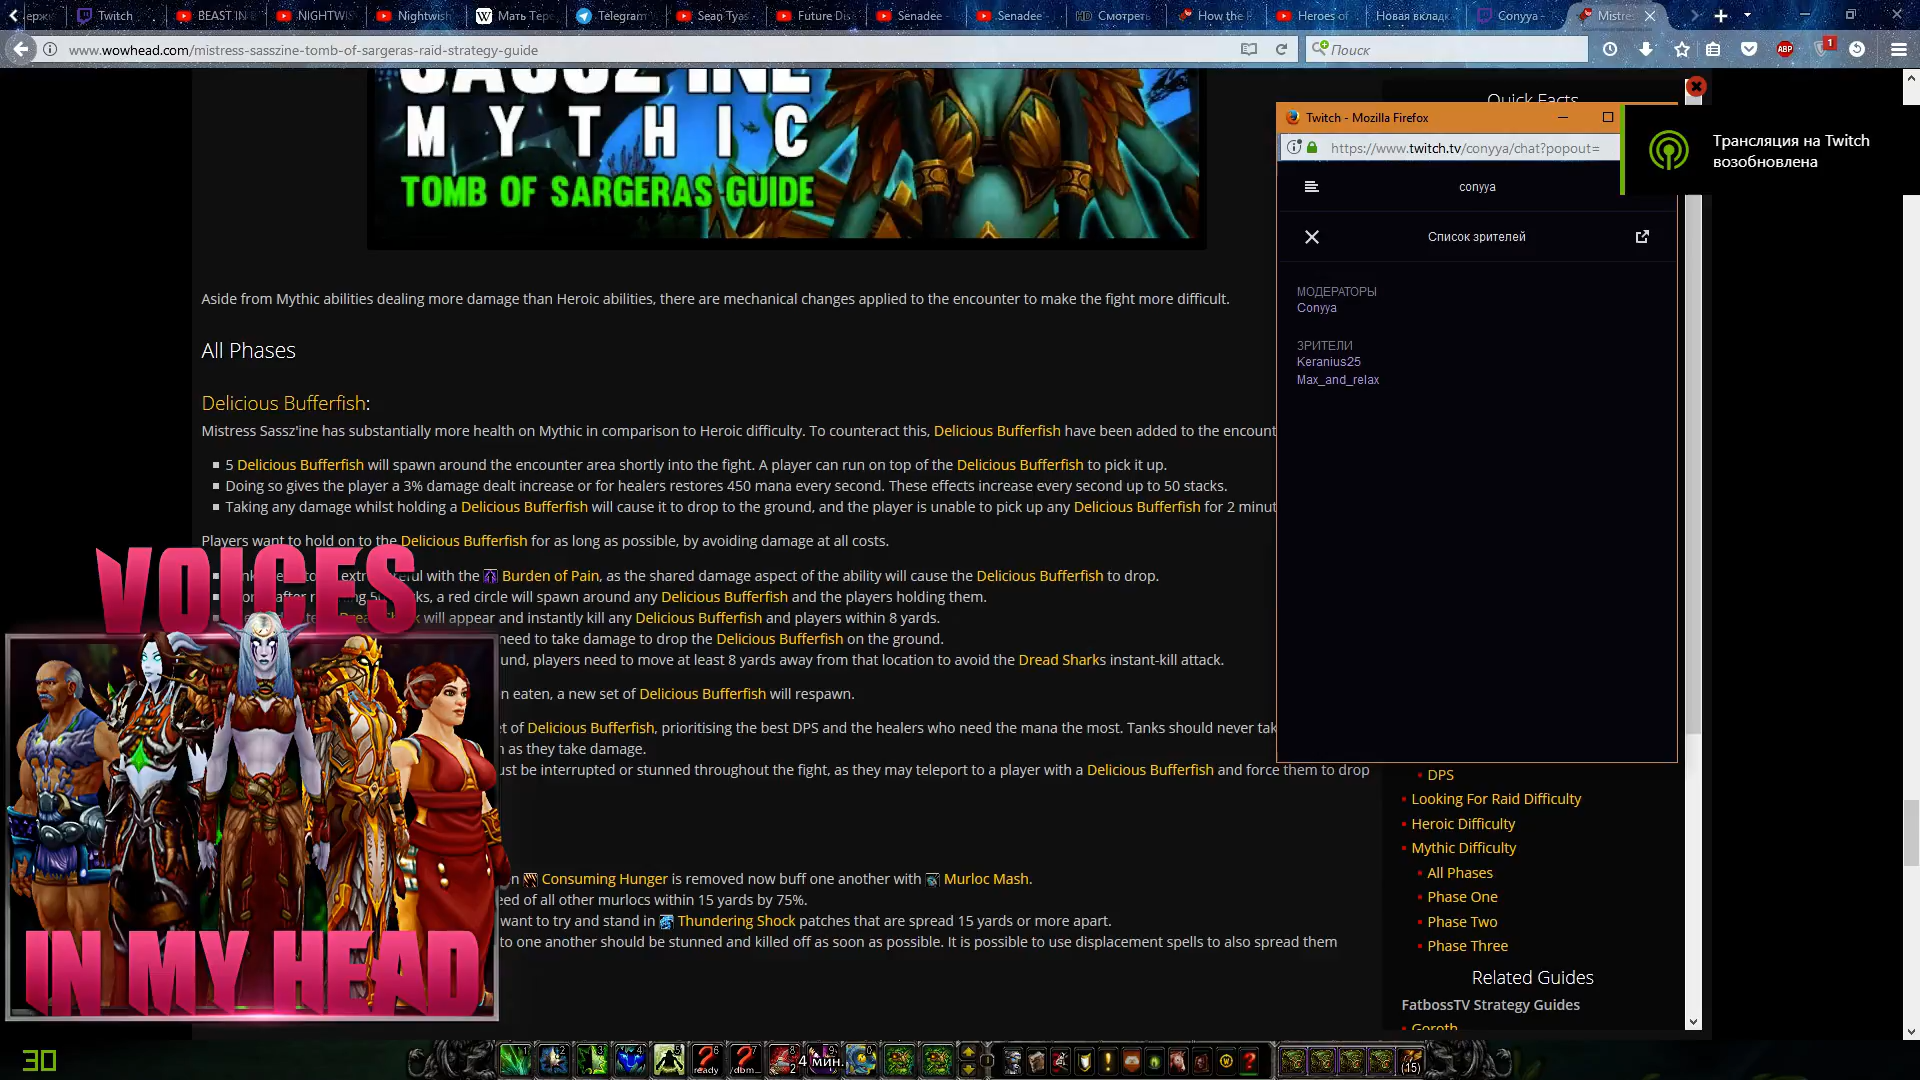 Twitch
BEAST.IN
NIGHTWIS
Nightwish
Мать Тере
Telegram
Sean Tyas
Future Di
Senadee -
Senadee -
HD Смотреть
How the
Heroes of
Новая вклад
Conyya -
Mistres
www.wowhead.com/mistress-sasszine-tomb-of-sargeras-raid-strategy-guide
Поиск
ABP
1
SASSZ'INE
MYTHIC
TOMB OF SARGERAS GUIDE
Quick Facts
Twitch - Mozilla Firefox
https://www.twitch.tv/conyya/chat?popout=
Трансляция на Twitch
возобновлена
conyya
Список зрителей
МОДЕРАТОРЫ
Conyya
ЗРИТЕЛИ
Keranius25
Max_and_relax
Aside from Mythic abilities dealing more damage than Heroic abilities, there are mechanical changes applied to the encounter to make the fight more difficult.
All Phases
Delicious Bufferfish:
Mistress Sassz'ine has substantially more health on Mythic in comparison to Heroic difficulty. To counteract this, Delicious Bufferfish have been added to the encount
5 Delicious Bufferfish will spawn around the encounter area shortly into the fight. A player can run on top of the Delicious Bufferfish to pick it up.
Doing so gives the player a 3% damage dealt increase or for healers restores 450 mana every second. These effects increase every second up to 50 stacks.
Taking any damage whilst holding a Delicious Bufferfish will cause it to drop to the ground, and the player is unable to pick up any Delicious Bufferfish for 2 minut
Players want to hold on to the Delicious Bufferfish for as long as possible, by avoiding damage at all costs.
with the Burden of Pain, as the shared damage aspect of the ability will cause the Delicious Bufferfish to drop.
a red circle will spawn around any Delicious Bufferfish and the players holding them.
will appear and instantly kill any Delicious Bufferfish and players within 8 yards.
need to take damage to drop the Delicious Bufferfish on the ground.
und, players need to move at least 8 yards away from that location to avoid the Dread Sharks instant-kill attack.
n eaten, a new set of Delicious Bufferfish will respawn.
t of Delicious Bufferfish, prioritising the best DPS and the healers who need the mana the most. Tanks should never tak
as they take damage.
ust be interrupted or stunned throughout the fight, as they may teleport to a player with a Delicious Bufferfish and force them to drop
n Consuming Hunger is removed now buff one another with Murloc Mash.
eed of all other murlocs within 15 yards by 75%.
want to try and stand in Thundering Shock patches that are spread 15 yards or more apart.
to one another should be stunned and killed off as soon as possible. It is possible to use displacement spells to also spread them
DPS
Looking For Raid Difficulty
Heroic Difficulty
Mythic Difficulty
All Phases
Phase One
Phase Two
Phase Three
Related Guides
FatbossTV Strategy Guides
Goroth
VOICES
IN MY HEAD
30
ready
/dbm...
4 мин.
(15)